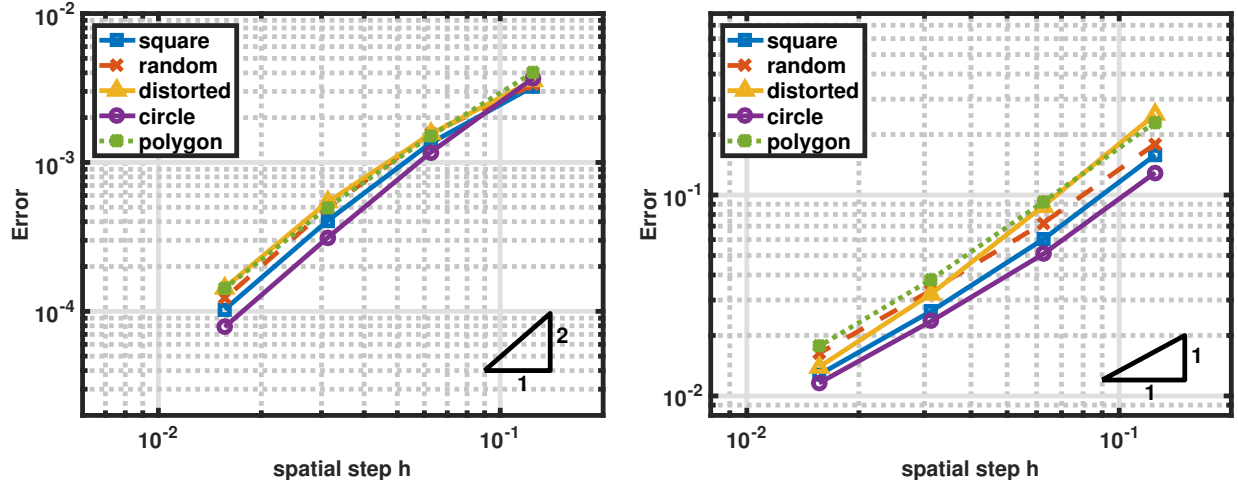 10^-2
10^-3
10^-4
Error
square
random
distorted
circle
polygon
2
1
10^-2
10^-1
spatial step h
10^-1
10^-2
Error
square
random
distorted
circle
polygon
1
1
10^-2
10^-1
spatial step h